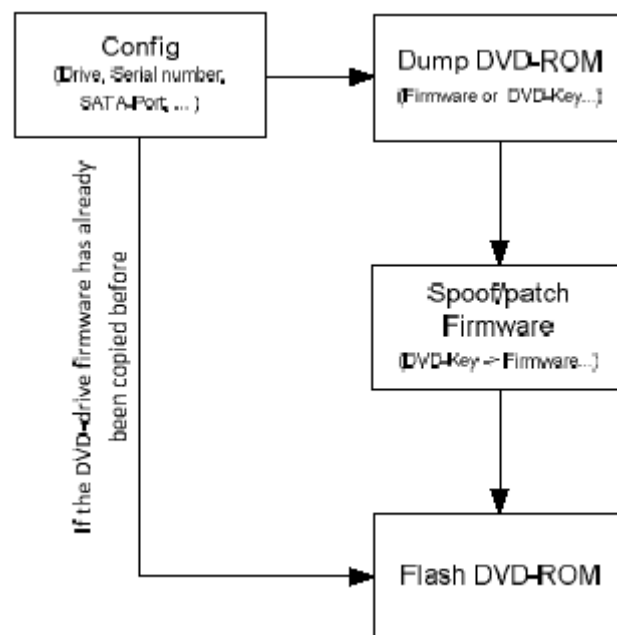 Config
(Drive, Serial number,
SATA-Port, ... )
Dump DVD-ROM
(Firmware or DVD-Key...)
If the DVD-drive firmware has already
been copied before
Spoof/patch
Firmware
(DVD-Key -> Firmware...)
Flash DVD-ROM